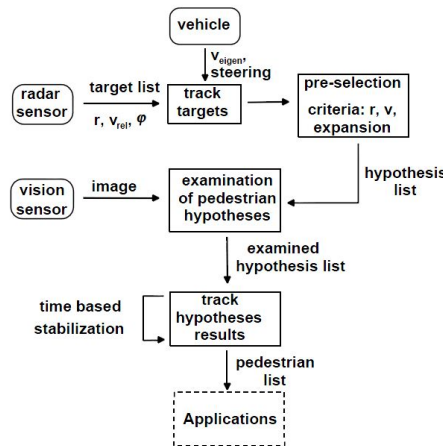 vehicle
v_eigen,
steering
radar
sensor
target list
r, v_rel, φ
track
targets
pre-selection
criteria: r, v,
expansion
hypothesis
list
vision
sensor
image
examination
of pedestrian
hypotheses
examined
hypothesis list
time based
stabilization
track
hypotheses
results
pedestrian
list
Applications